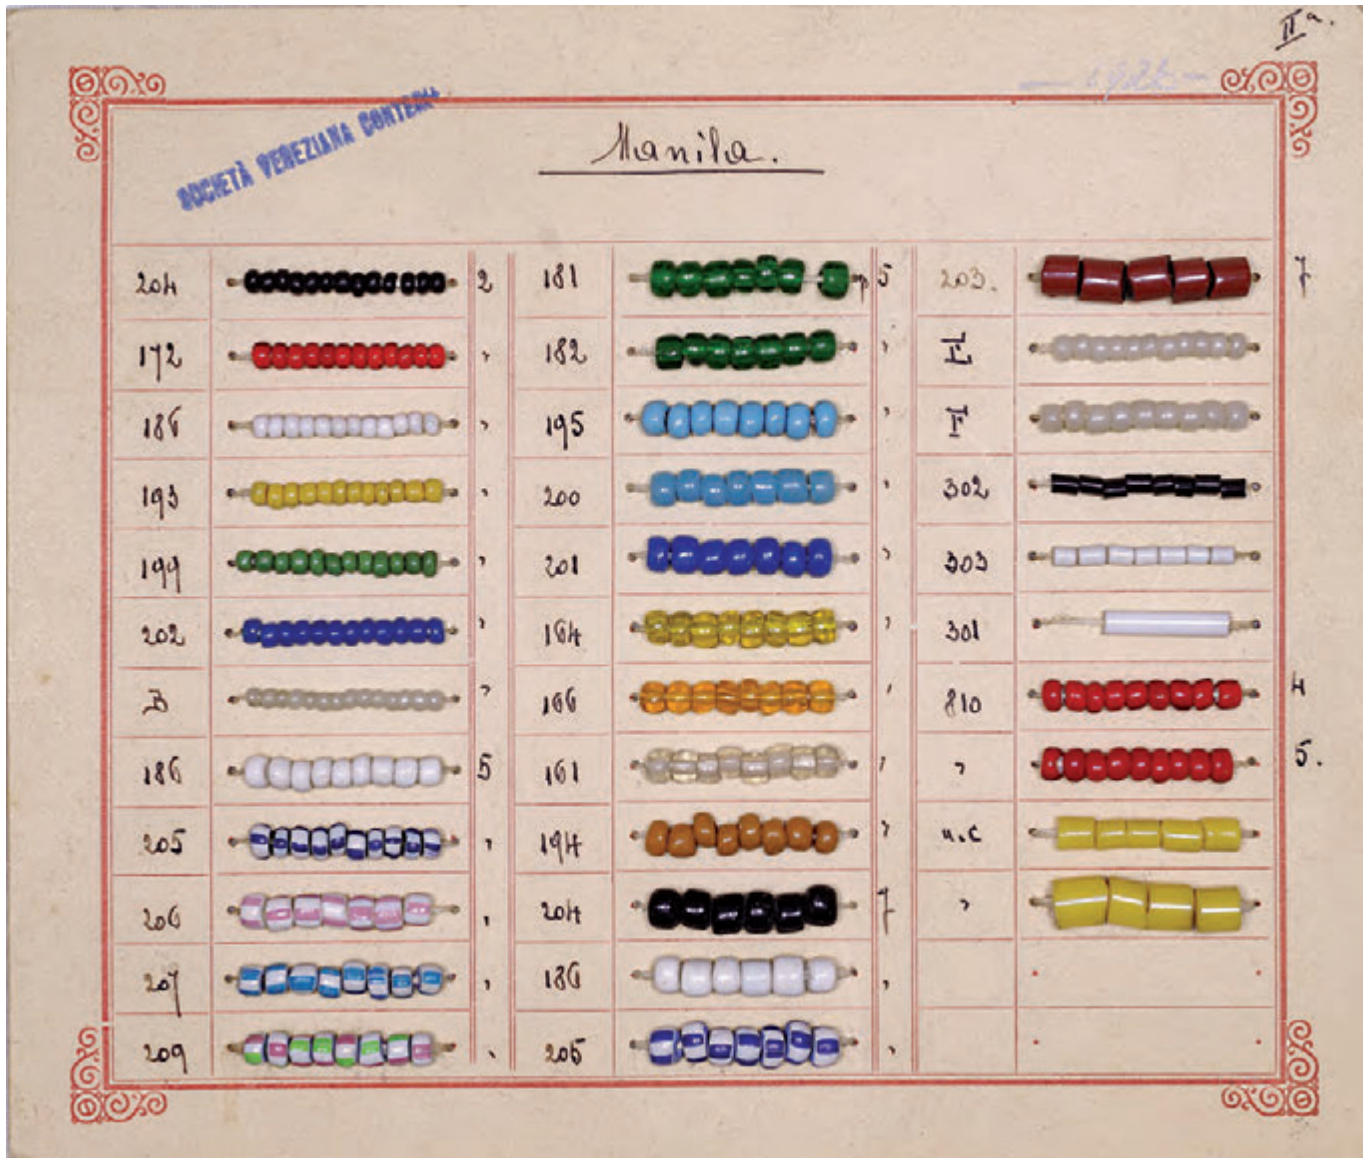 IIª.
SOCIETÀ VENEZIANA CONTERIE
Manila.
204 2 181 5 203. 7
172 " 182 " I
186 " 195 " I
193 " 200 " 302
199 " 201 " 303
202 " 164 " 301
B " 166 " 810 4
186 5 161 " " 5.
205 " 194 " u.c
206 " 204 7 "
207 " 186 "
209 " 205 "